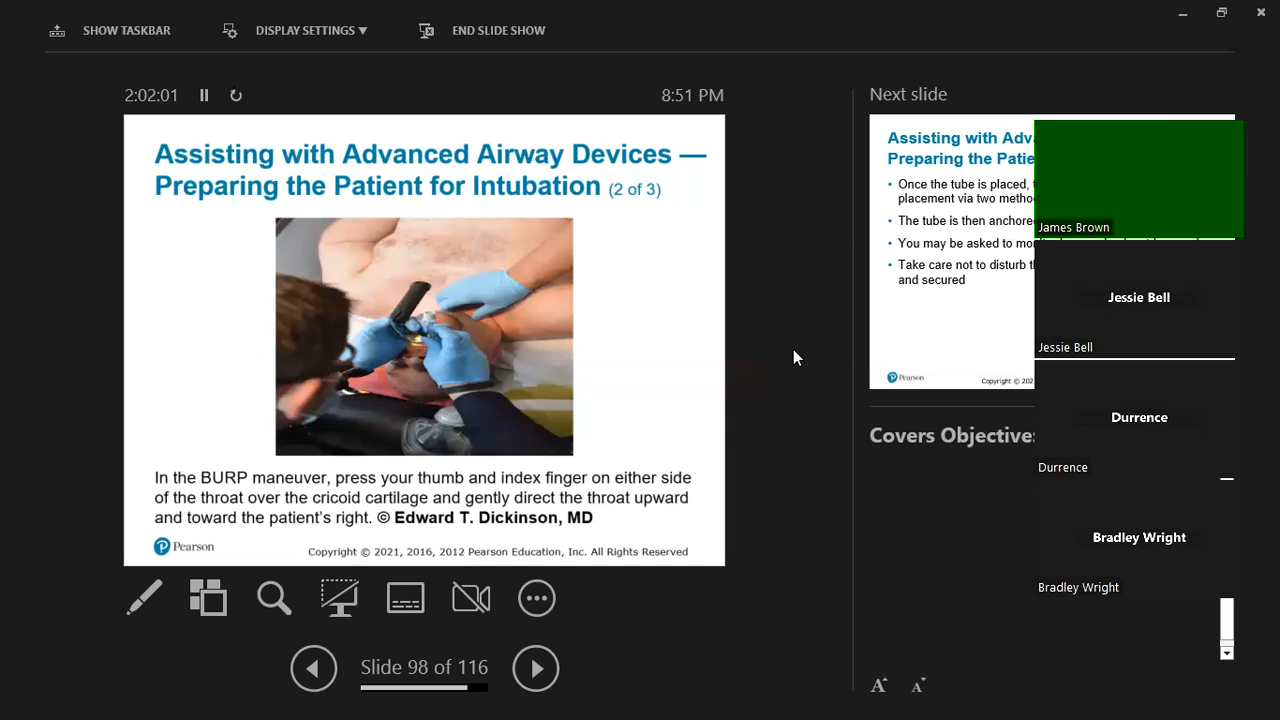 SHOW TASKBAR
DISPLAY SETTINGS ▼
END SLIDE SHOW
2:02:01
8:51 PM
Assisting with Advanced Airway Devices —
Preparing the Patient for Intubation (2 of 3)
In the BURP maneuver, press your thumb and index finger on either side
of the throat over the cricoid cartilage and gently direct the throat upward
and toward the patient's right. © Edward T. Dickinson, MD
Pearson
Copyright © 2021, 2016, 2012 Pearson Education, Inc. All Rights Reserved
Slide 98 of 116
Next slide
Assisting with Adv
Preparing the Patie
• Once the tube is placed,
placement via two metho
• The tube is then anchore
• You may be asked to mo
• Take care not to disturb
and secured
Pearson
Copyright © 202
Covers Objective
James Brown
Jessie Bell
Jessie Bell
Durrence
Durrence
Bradley Wright
Bradley Wright
A
A